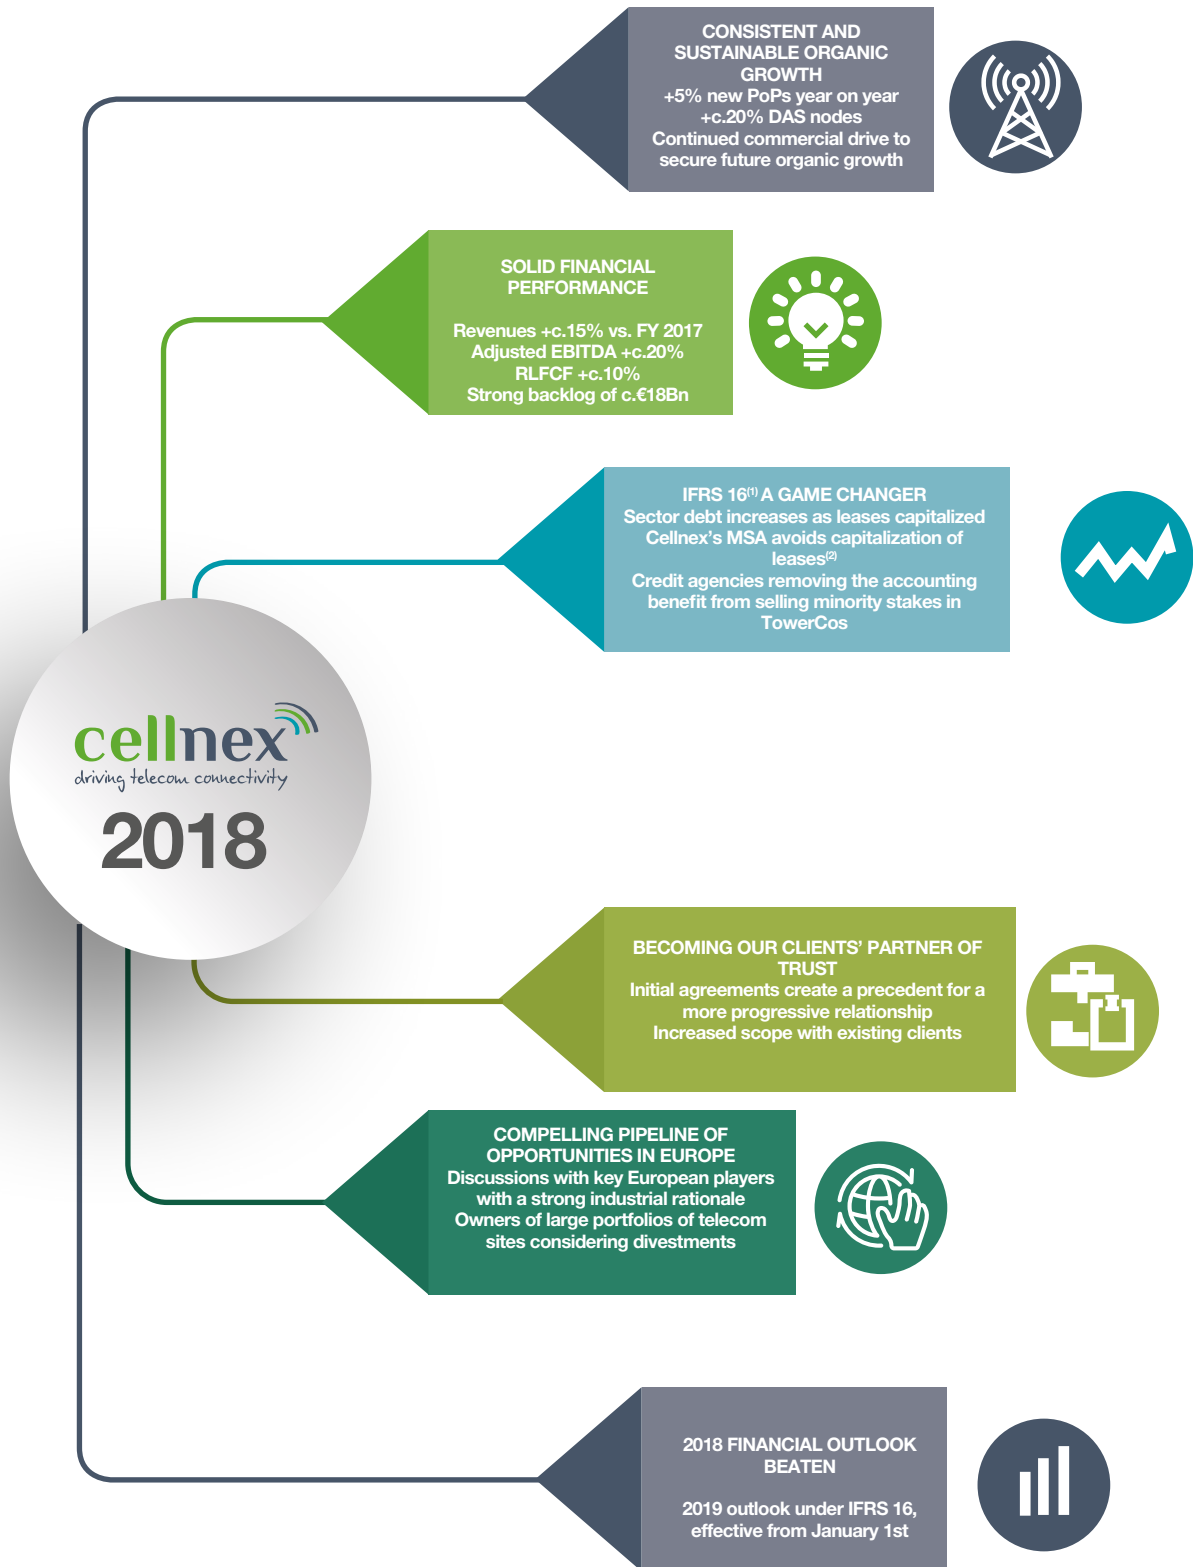 CONSISTENT AND
SUSTAINABLE ORGANIC
GROWTH
+5% new PoPs year on year
+c.20% DAS nodes
Continued commercial drive to
secure future organic growth
SOLID FINANCIAL
PERFORMANCE
Revenues +c.15% vs. FY 2017
Adjusted EBITDA +c.20%
RLFCF +c.10%
Strong backlog of c.€18Bn
IFRS 16(1) A GAME CHANGER
Sector debt increases as leases capitalized
Cellnex's MSA avoids capitalization of
leases(2)
Credit agencies removing the accounting
benefit from selling minority stakes in
TowerCos
cellnex
driving telecom connectivity
2018
BECOMING OUR CLIENTS' PARTNER OF
TRUST
Initial agreements create a precedent for a
more progressive relationship
Increased scope with existing clients
COMPELLING PIPELINE OF
OPPORTUNITIES IN EUROPE
Discussions with key European players
with a strong industrial rationale
Owners of large portfolios of telecom
sites considering divestments
2018 FINANCIAL OUTLOOK
BEATEN
2019 outlook under IFRS 16,
effective from January 1st